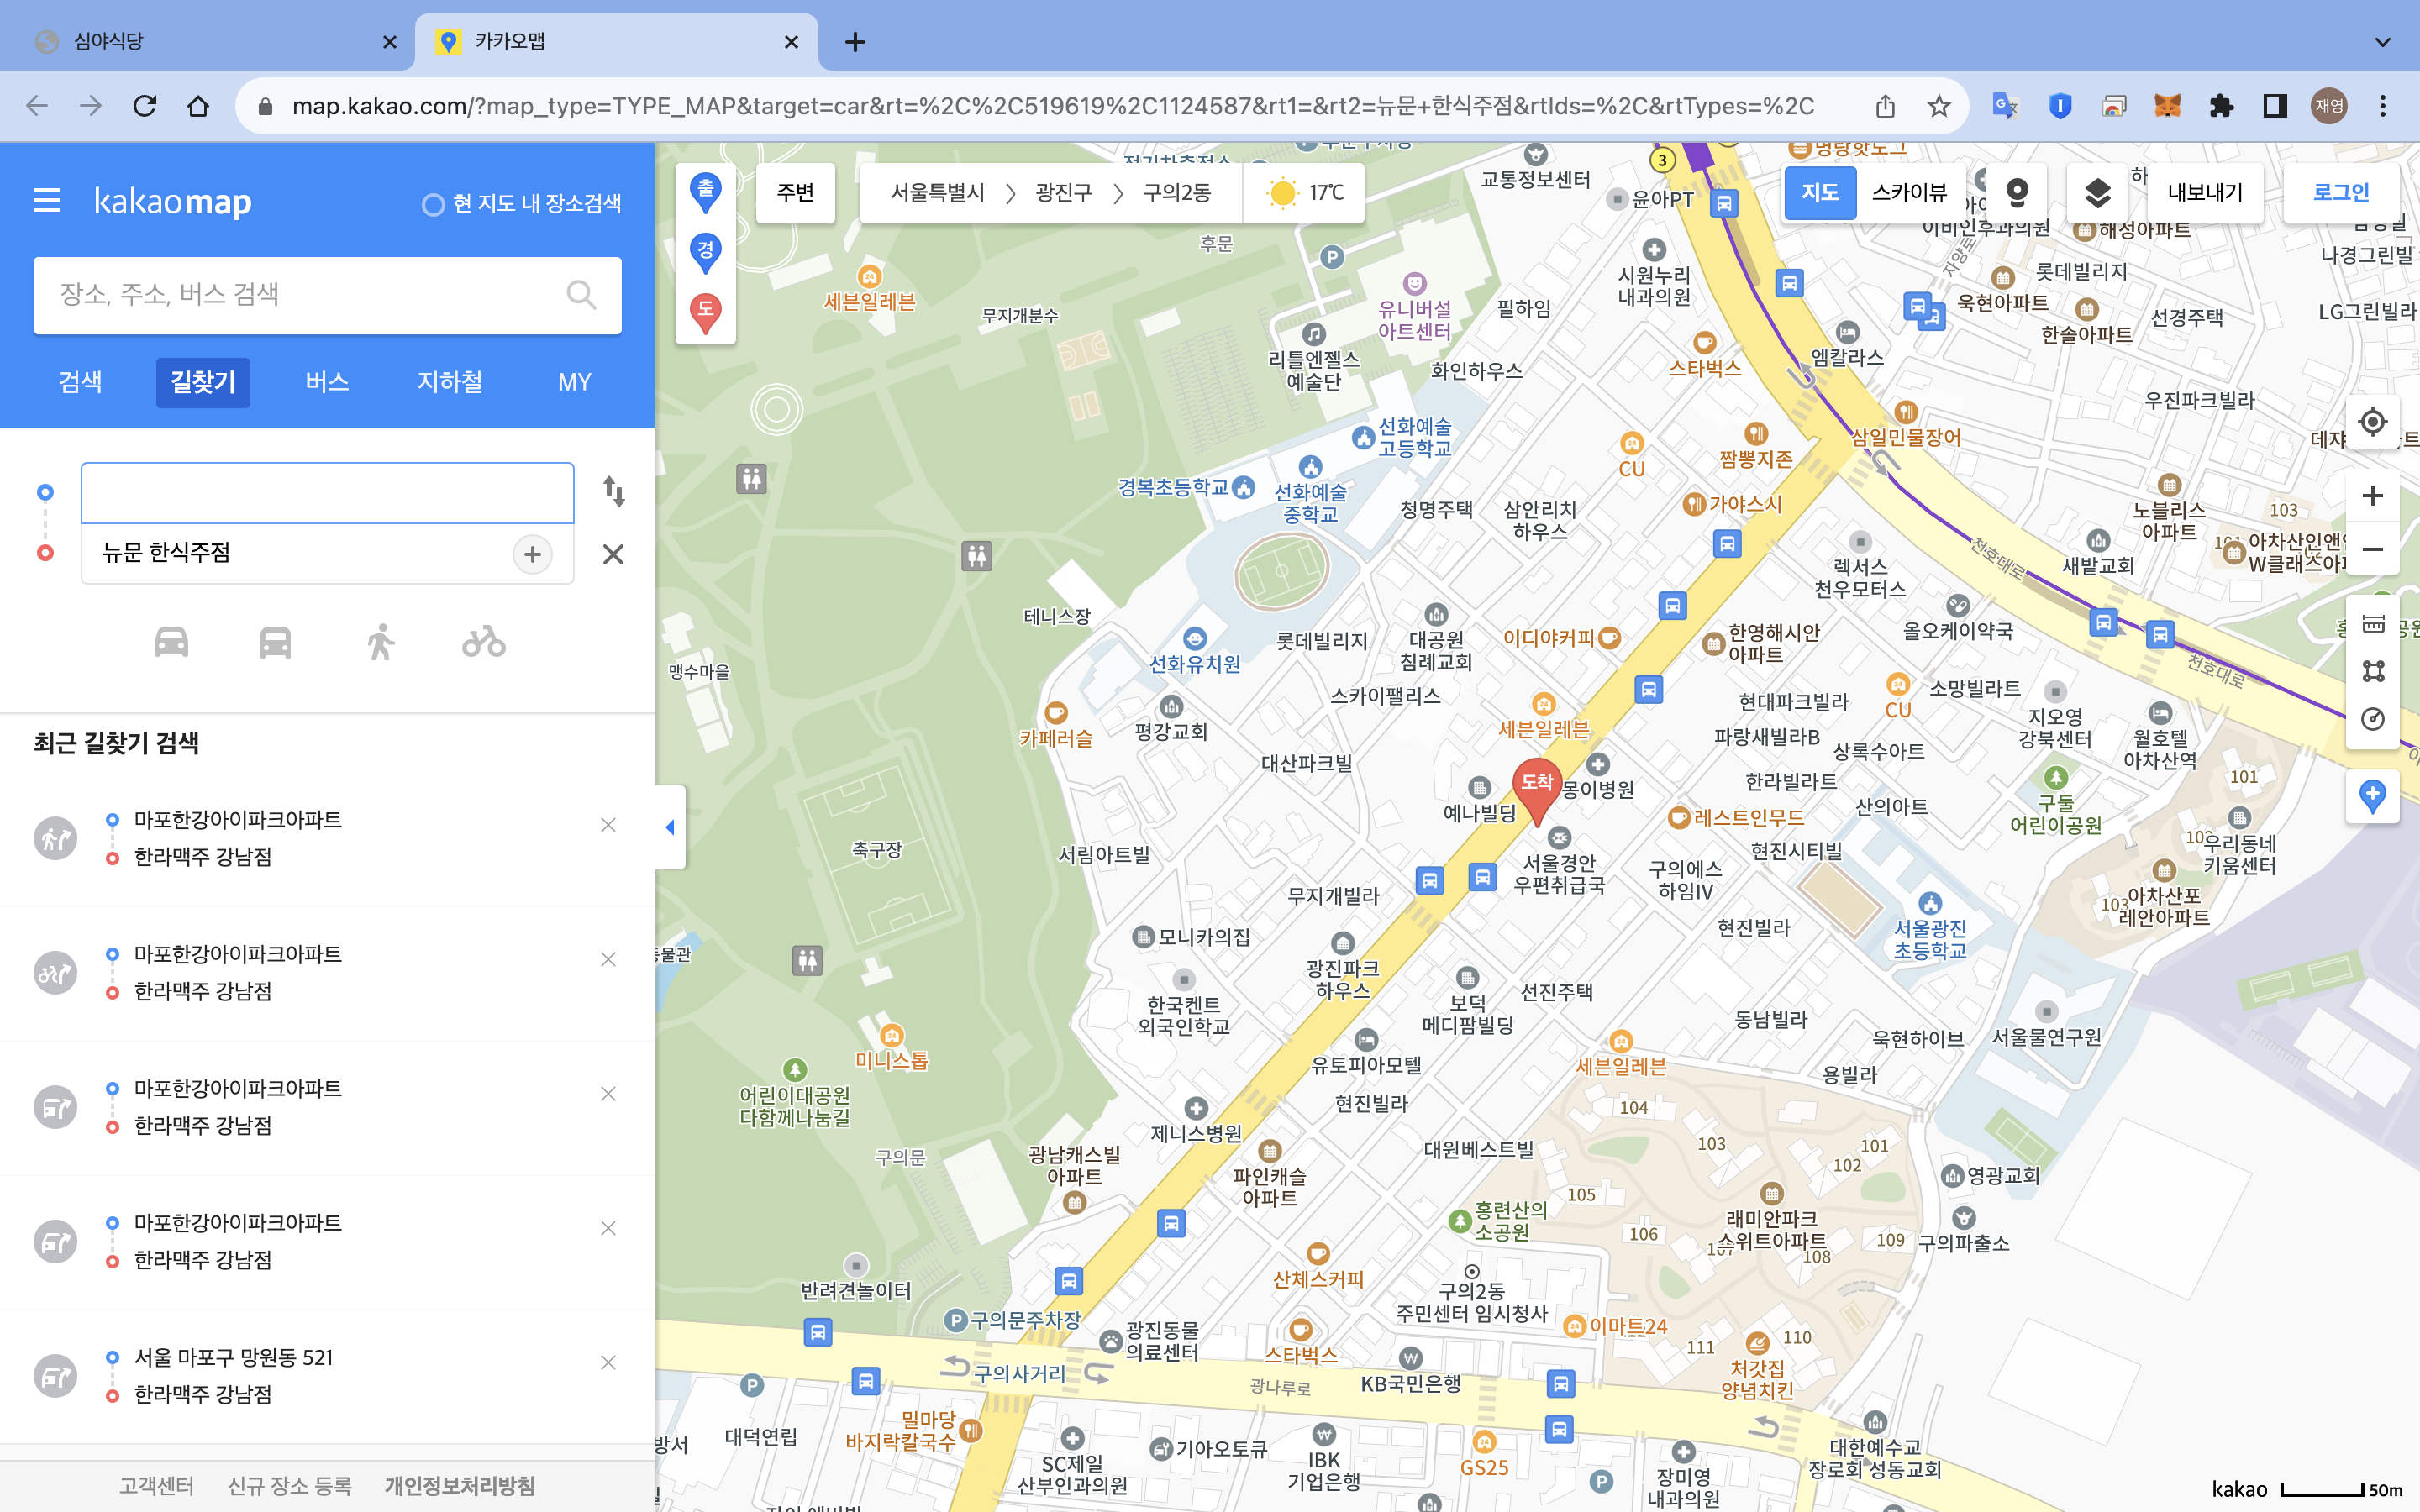 심야식당
카카오맵
map.kakao.com/?map_type=TYPE_MAP&target=car&rt=%2C%2C519619%2C1124587&rt1=&rt2=뉴문+한식주점&rtIds=%2C&rtTypes=%2C
재영
kakaomap
현 지도 내 장소검색
장소, 주소, 버스 검색
검색 길찾기 버스 지하철 MY
뉴문 한식주점
최근 길찾기 검색
마포한강아이파크아파트
한라맥주 강남점
마포한강아이파크아파트
한라맥주 강남점
마포한강아이파크아파트
한라맥주 강남점
마포한강아이파크아파트
한라맥주 강남점
서울 마포구 망원동 521
한라맥주 강남점
고객센터 신규 장소 등록 개인정보처리방침
출
경
도
주변
서울특별시 광진구 구의2동 17℃
지도 스카이뷰
내보내기
로그인
교통정보센터
3
명랑핫도그
윤아PT
이비인후과의원
해성아파트
나경그린빌
후문
P
세븐일레븐
무지개분수
유니버설
아트센터
필하임
시원누리
내과의원
자양로
롯데빌리지
욱현아파트
한솔아파트
선경주택
LG그린빌라
리틀엔젤스
예술단
화인하우스
스타벅스
엠칼라스
우진파크빌라
선화예술
고등학교
CU
짬뽕지존
삼일민물장어
경복초등학교
선화예술
중학교
청명주택
삼안리치
하우스
가야스시
노블리스
아파트
103
렉서스
천우모터스
천호대로
새밭교회
테니스장
롯데빌리지
대공원
침례교회
이디야커피
한영해시안
아파트
올오케이약국
천호대로
선화유치원
맹수마을
스카이팰리스
현대파크빌라
CU
소망빌라트
지오영
강북센터
월호텔
아차산역
카페러슬
평강교회
세븐일레븐
파랑새빌라B
상록수아트
대산파크빌
도착
몽이병원
한라빌라트
101
예나빌딩
레스트인무드
산의아트
구둘
어린이공원
우리동네
키움센터
축구장
서림아트빌
서울경안
우편취급국
구의에스
하임IV
현진시티빌
무지개빌라
103
아차산포
레안아파트
현진빌라
서울광진
초등학교
모니카의집
광진파크
하우스
한국켄트
외국인학교
보덕
메디팜빌딩
선진주택
동남빌라
욱현하이브
서울물연구원
미니스톱
유토피아모텔
세븐일레븐
용빌라
어린이대공원
다함께나눔길
현진빌라
104
제니스병원
103
101
102
대원베스트빌
구의문
광남캐스빌
아파트
파인캐슬
아파트
105
영광교회
홍련산의
소공원
106
래미안파크
스위트아파트
108
109
구의파출소
산체스커피
반려견놀이터
구의2동
주민센터 임시청사
P
구의문주차장
광진동물
의료센터
이마트24
110
111
스타벅스
구의사거리
광나루로
KB국민은행
처갓집
양념치킨
P
밀마당
바지락칼국수
대덕연립
SC제일
산부인과의원
기아오토큐
IBK
기업은행
GS25
P
장미영
내과의원
대한예수교
장로회 성동교회
kakao 50m